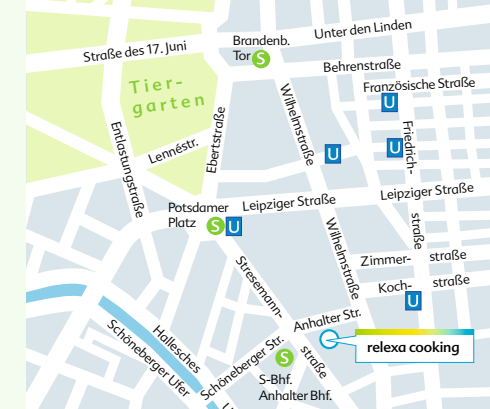 Unter den Linden
Brandenb.
Tor S
Straße des 17. Juni
Behrenstraße
Französische Straße
Tier-
garten
U
Wilhelmstraße
Ebertstraße
Entlastungstraße
Lennéstr.
U
U
Friedrich-
straße
Leipziger Straße
Leipziger Straße
Potsdamer
Platz S U
Wilhelmstraße
Zimmer- straße
Koch- straße
U
Stresemann-
straße
Anhalter Str.
relexa cooking
Hallesches
Schöneberger Ufer
Schöneberger Str.
S
S-Bhf.
Anhalter Bhf.